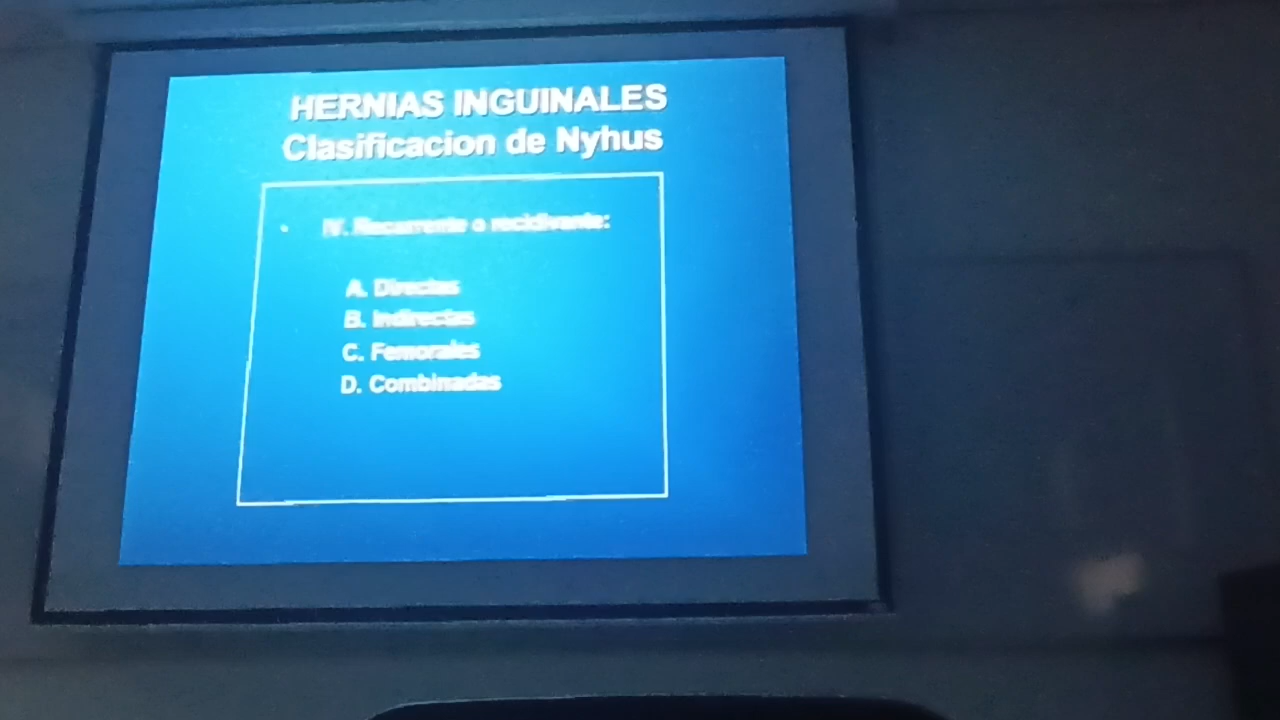 HERNIAS INGUINALES
Clasificacion de Nyhus
• IV. Recurrente o recidivante:
A. Directas
B. Indirectas
C. Femorales
D. Combinadas